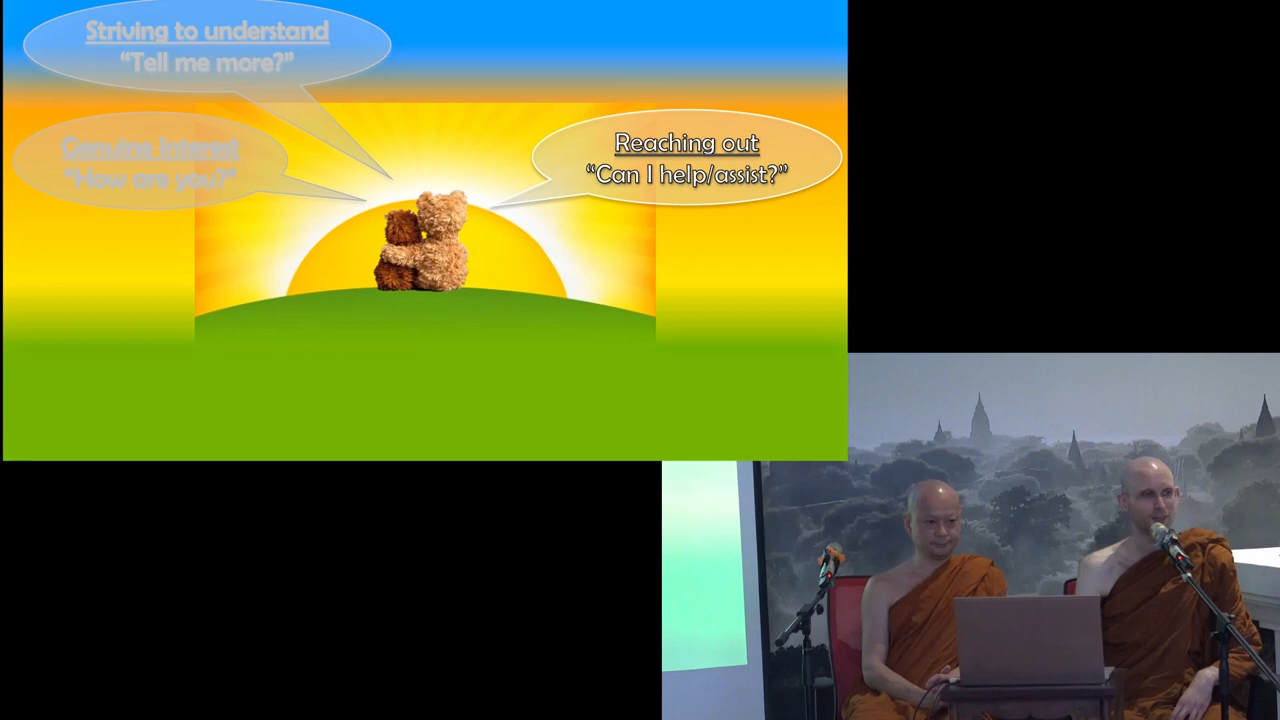 Striving to understand
“Tell me more?”
Genuine Interest
“How are you?”
Reaching out
“Can I help/assist?”